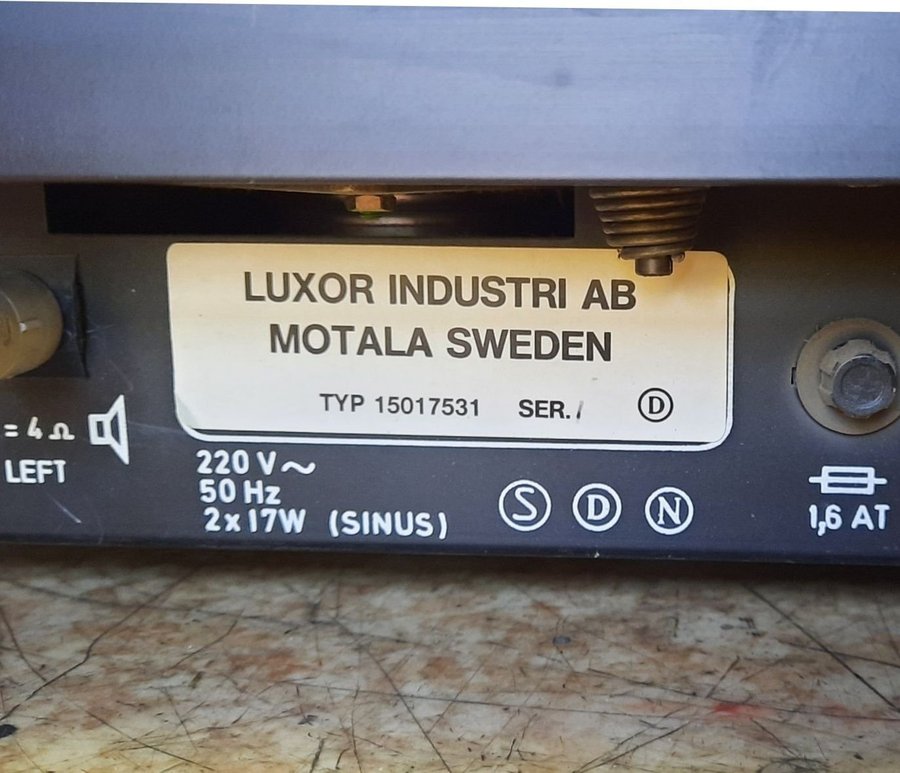 LUXOR INDUSTRI AB
MOTALA SWEDEN
TYP 15017531 SER. D
= 4 Ω
LEFT
220 V~
50 Hz
2x17W (SINUS)
S D N
1,6 AT